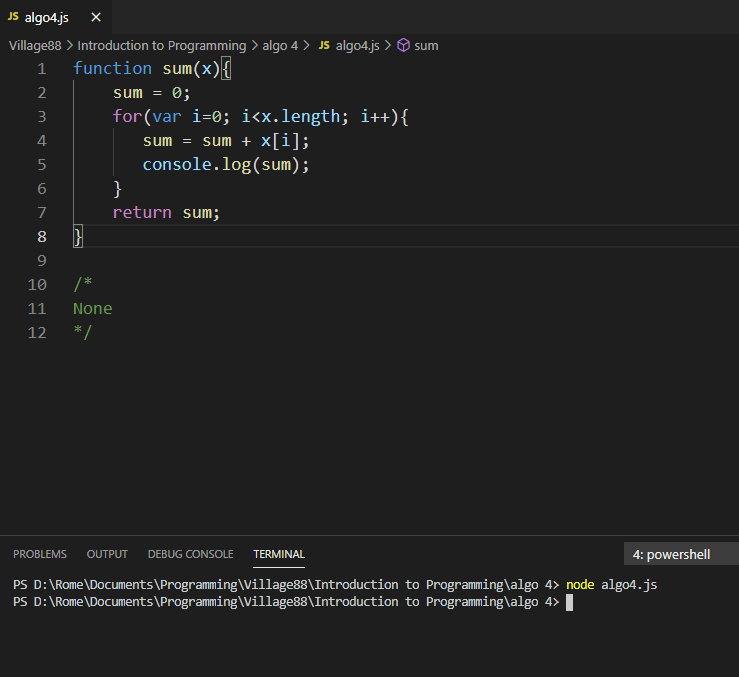 JS algo4.js ×
Village88 > Introduction to Programming > algo 4 > JS algo4.js > sum
1 function sum(x){
2     sum = 0;
3     for(var i=0; i<x.length; i++){
4        sum = sum + x[i];
5        console.log(sum);
6     }
7     return sum;
8 }
9
10 /*
11 None
12 */
PROBLEMS OUTPUT DEBUG CONSOLE TERMINAL 4: powershell
PS D:\Rome\Documents\Programming\Village88\Introduction to Programming\algo 4> node algo4.js
PS D:\Rome\Documents\Programming\Village88\Introduction to Programming\algo 4>